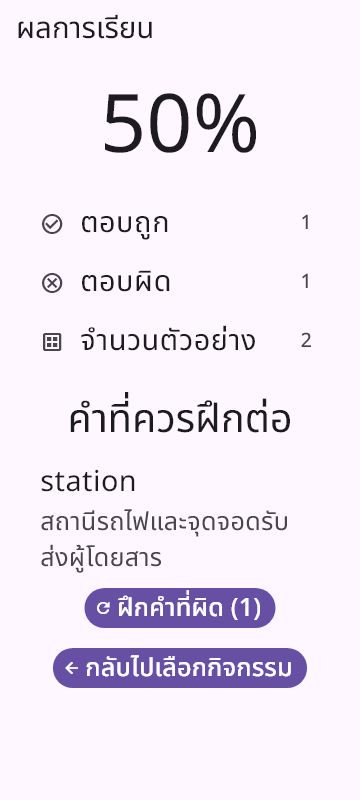 ผลการเรียน
50%
ตอบถูก 1
ตอบผิด 1
จำนวนตัวอย่าง 2
คำที่ควรฝึกต่อ
station
สถานีรถไฟและจุดจอดรับ
ส่งผู้โดยสาร
ฝึกคำที่ผิด (1)
กลับไปเลือกกิจกรรม